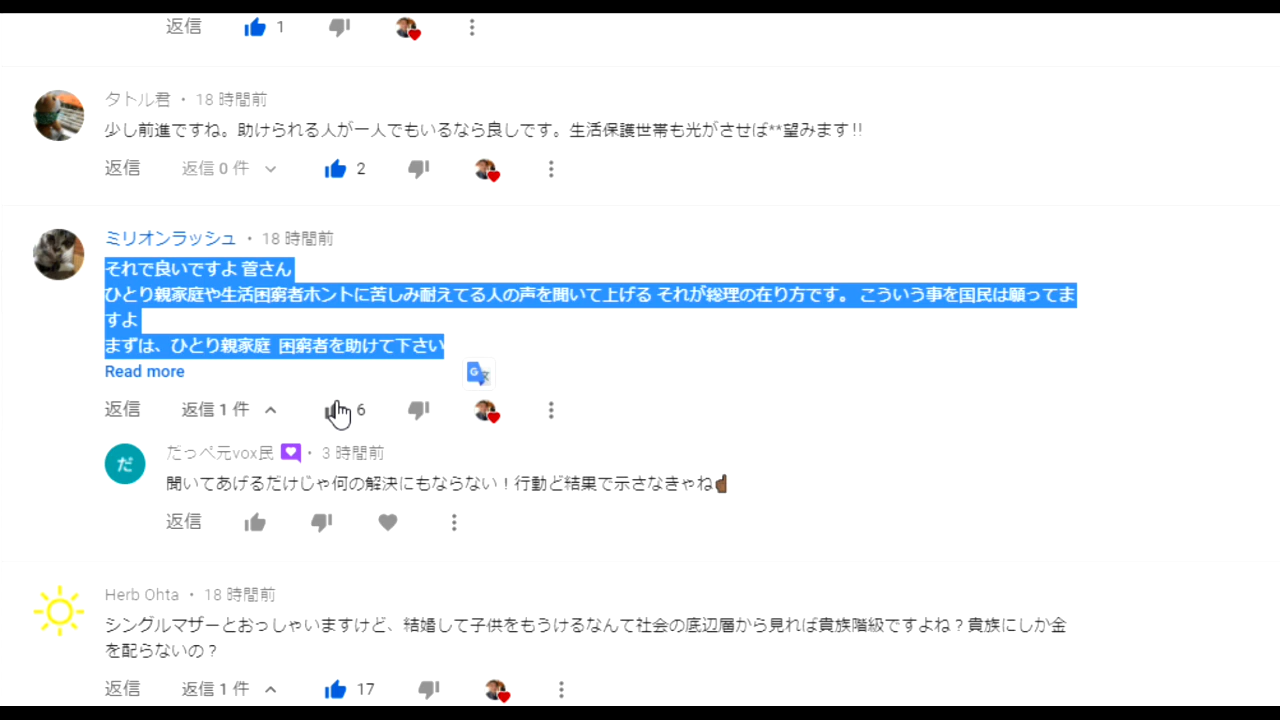 返信 1
タトル君 ・ 18 時間前
少し前進ですね。助けられる人が一人でもいるなら良しです。生活保護世帯も光がさせば**望みます!!
返信 返信 0 件 2
ミリオンラッシュ ・ 18 時間前
それで良いですよ 菅さん
ひとり親家庭や生活困窮者ホントに苦しみ耐えてる人の声を聞いて上げる それが総理の在り方です。 こういう事を国民は願ってま
すよ
まずは、ひとり親家庭 困窮者を助けて下さい
Read more
返信 返信 1 件 6
だ だっぺ元vox民 ・ 3 時間前
聞いてあげるだけじゃ何の解決にもならない！行動ど結果で示さなきゃね☝🏾
返信
Herb Ohta ・ 18 時間前
シングルマザーとおっしゃいますけど、結婚して子供をもうけるなんて社会の底辺層から見れば貴族階級ですよね？貴族にしか金
を配らないの？
返信 返信 1 件 17